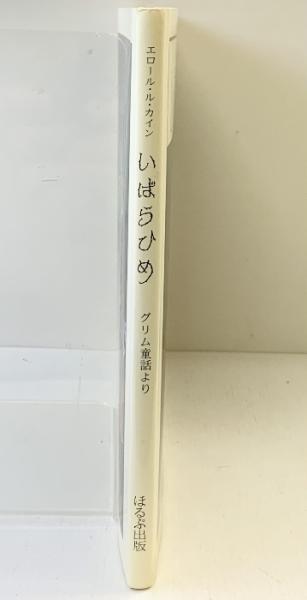 エロール・ル・カイン
いばらひめ
グリム童話より
ほるぷ出版